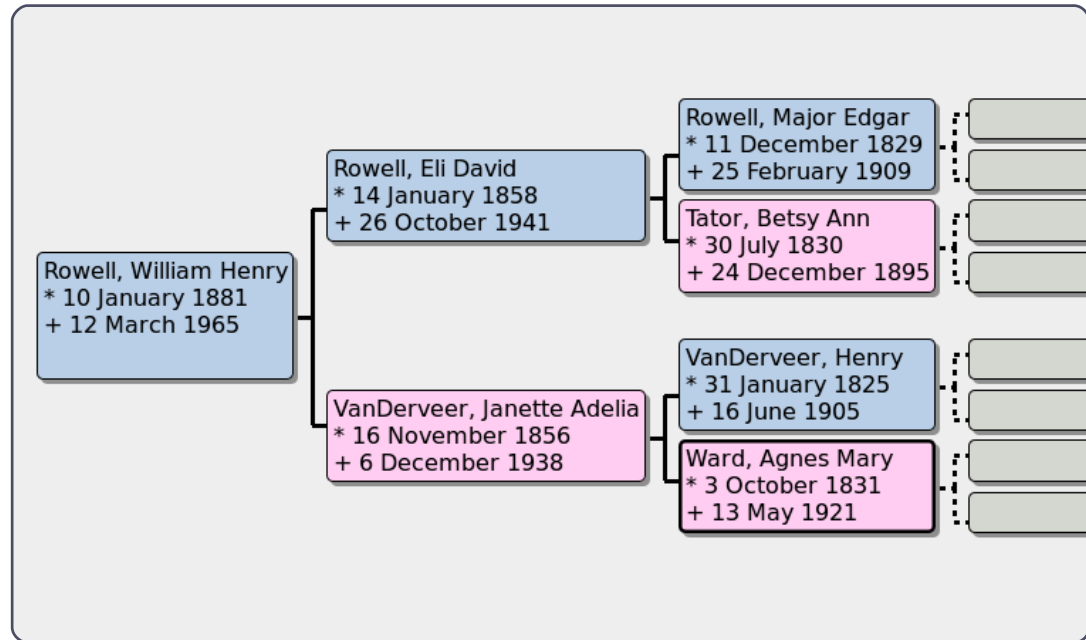 Rowell, Major Edgar
* 11 December 1829
+ 25 February 1909
Rowell, Eli David
* 14 January 1858
+ 26 October 1941
Tator, Betsy Ann
* 30 July 1830
+ 24 December 1895
Rowell, William Henry
* 10 January 1881
+ 12 March 1965
VanDerveer, Henry
* 31 January 1825
+ 16 June 1905
VanDerveer, Janette Adelia
* 16 November 1856
+ 6 December 1938
Ward, Agnes Mary
* 3 October 1831
+ 13 May 1921